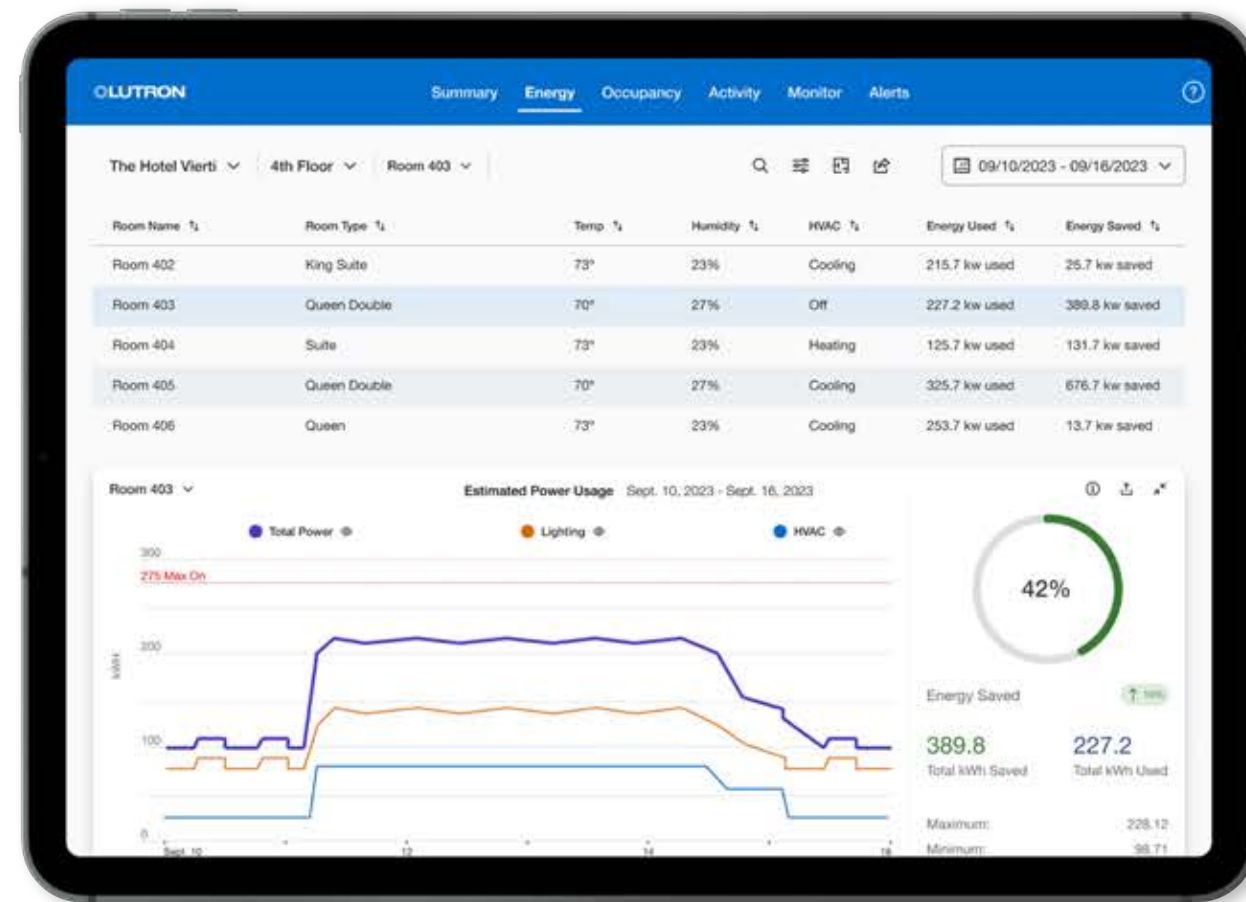 LUTRON Summary Energy Occupancy Activity Monitor Alerts ?
The Hotel Vierti 4th Floor Room 403 09/10/2023 - 09/16/2023
Room Name Room Type Temp Humidity HVAC Energy Used Energy Saved
Room 402 King Suite 73° 23% Cooling 215.7 kw used 25.7 kw saved
Room 403 Queen Double 70° 27% Off 227.2 kw used 389.8 kw saved
Room 404 Suite 73° 23% Heating 125.7 kw used 131.7 kw saved
Room 405 Queen Double 70° 27% Cooling 325.7 kw used 676.7 kw saved
Room 406 Queen 73° 23% Cooling 253.7 kw used 13.7 kw saved
Room 403 Estimated Power Usage Sept. 10, 2023 - Sept. 16, 2023
Total Power Lighting HVAC
300
275 Max On
200
kWH
100
0
Sept. 10 12 14 16
42%
Energy Saved
389.8 227.2
Total kWh Saved Total kWh Used
Maximum: 228.12
Minimum: 98.71